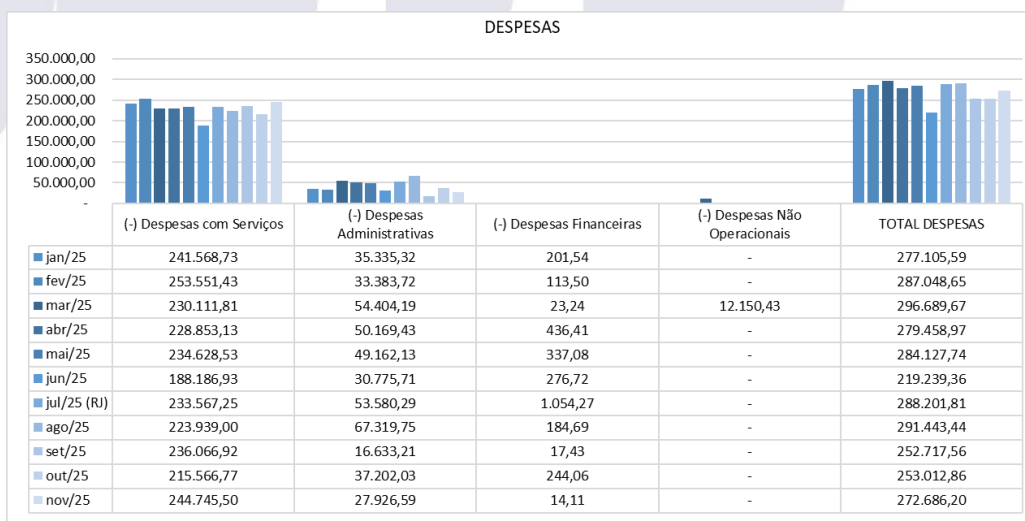 DESPESAS
350.000,00
300.000,00
250.000,00
200.000,00
150.000,00
100.000,00
50.000,00
-
(-) Despesas com Serviços (-) Despesas Administrativas (-) Despesas Financeiras (-) Despesas Não Operacionais TOTAL DESPESAS
jan/25 241.568,73 35.335,32 201,54 - 277.105,59
fev/25 253.551,43 33.383,72 113,50 - 287.048,65
mar/25 230.111,81 54.404,19 23,24 12.150,43 296.689,67
abr/25 228.853,13 50.169,43 436,41 - 279.458,97
mai/25 234.628,53 49.162,13 337,08 - 284.127,74
jun/25 188.186,93 30.775,71 276,72 - 219.239,36
jul/25 (RJ) 233.567,25 53.580,29 1.054,27 - 288.201,81
ago/25 223.939,00 67.319,75 184,69 - 291.443,44
set/25 236.066,92 16.633,21 17,43 - 252.717,56
out/25 215.566,77 37.202,03 244,06 - 253.012,86
nov/25 244.745,50 27.926,59 14,11 - 272.686,20